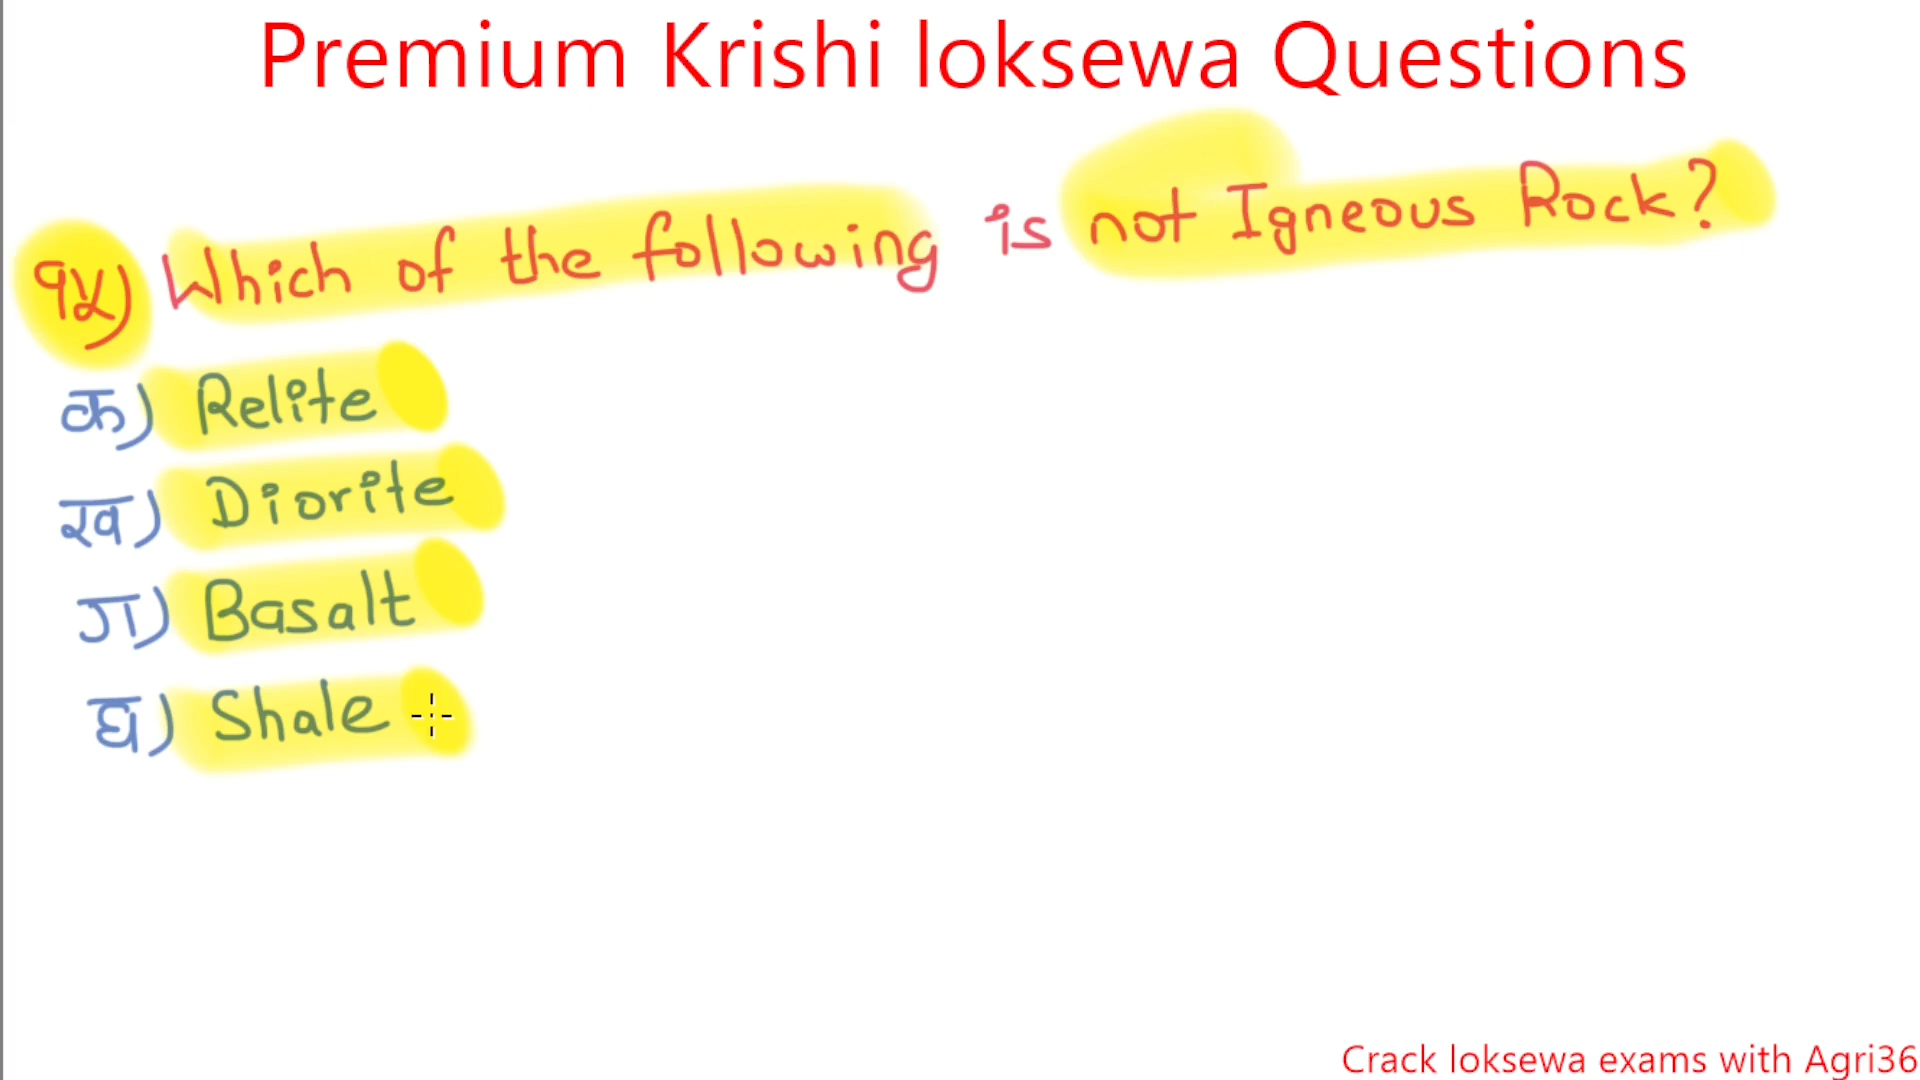 Premium Krishi loksewa Questions
१५) Which of the following is not Igneous Rock?
क) Relite
ख) Diorite
ग) Basalt
घ) Shale
Crack loksewa exams with Agri36